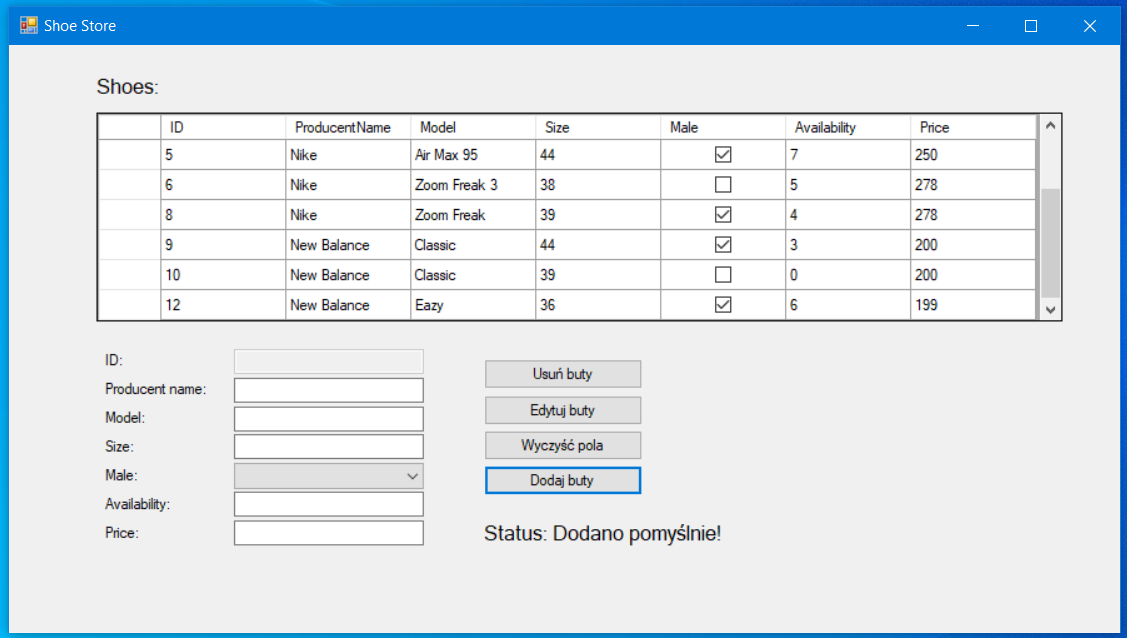 Shoe Store
Shoes:
ID ProducentName Model Size Male Availability Price
5 Nike Air Max 95 44 7 250
6 Nike Zoom Freak 3 38 5 278
8 Nike Zoom Freak 39 4 278
9 New Balance Classic 44 3 200
10 New Balance Classic 39 0 200
12 New Balance Eazy 36 6 199
ID:
Producent name:
Model:
Size:
Male:
Availability:
Price:
Usuń buty
Edytuj buty
Wyczyść pola
Dodaj buty
Status: Dodano pomyślnie!